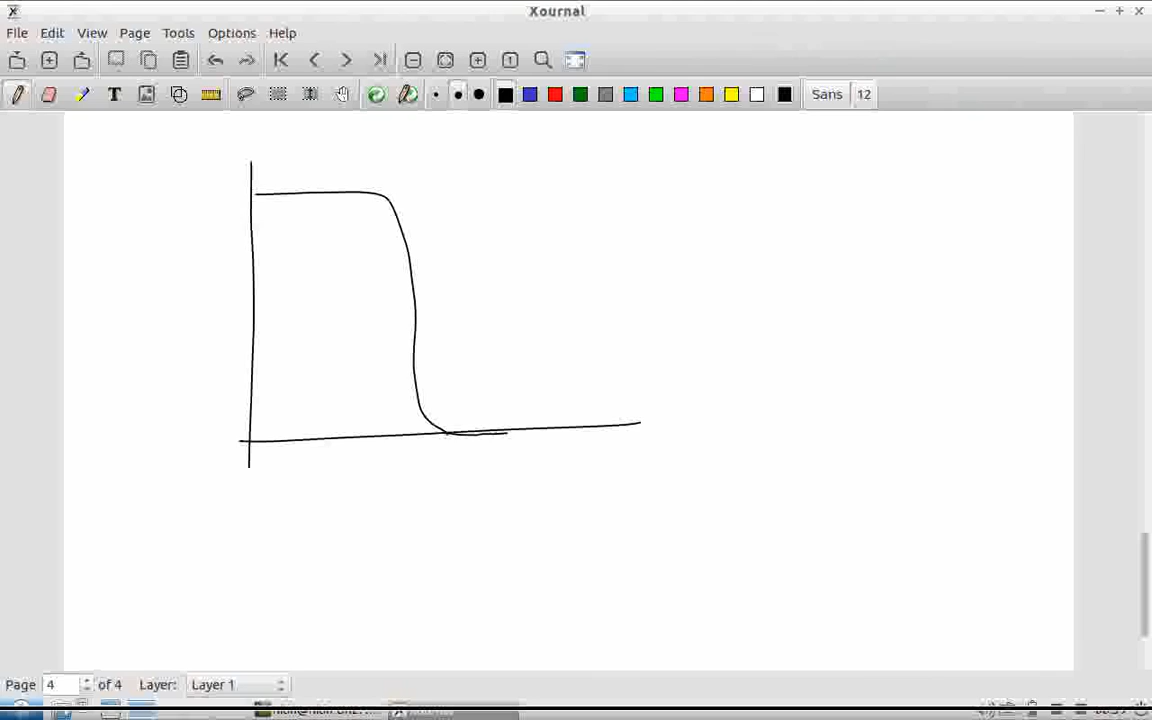 Xournal
File Edit View Page Tools Options Help
Sans 12
Page 4 of 4 Layer: Layer 1